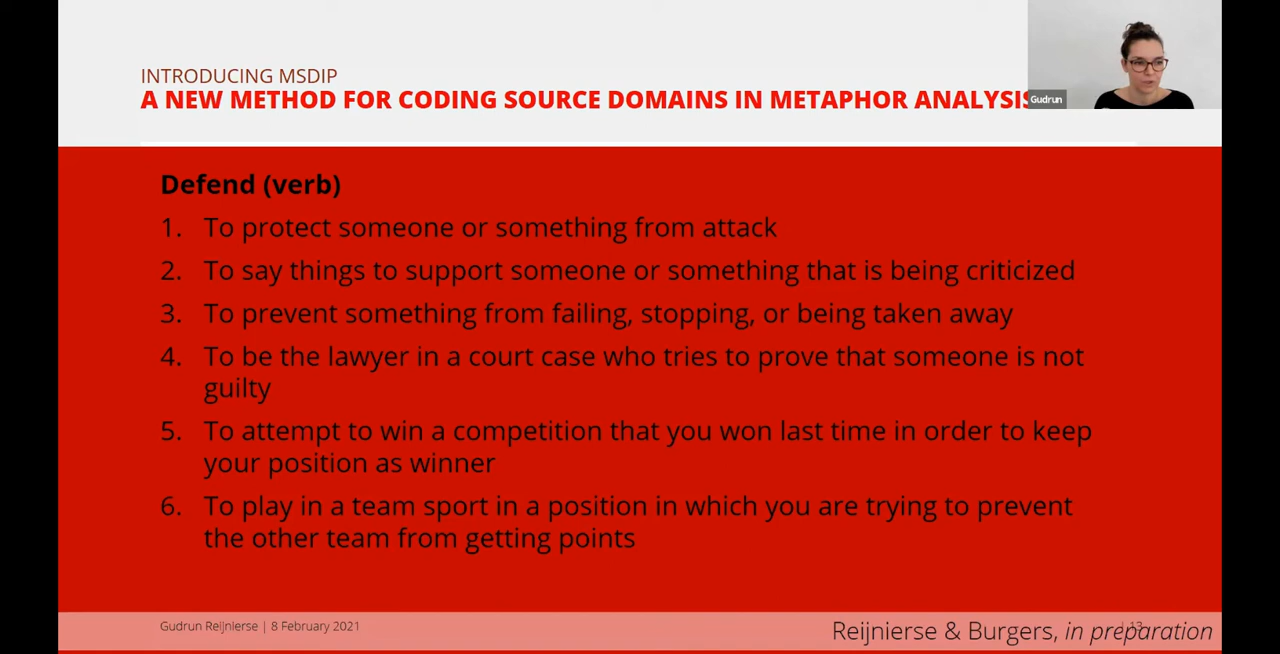 INTRODUCING MSDIP
A NEW METHOD FOR CODING SOURCE DOMAINS IN METAPHOR ANALYSIS
Gudrun
Defend (verb)
1. To protect someone or something from attack
2. To say things to support someone or something that is being criticized
3. To prevent something from failing, stopping, or being taken away
4. To be the lawyer in a court case who tries to prove that someone is not
guilty
5. To attempt to win a competition that you won last time in order to keep
your position as winner
6. To play in a team sport in a position in which you are trying to prevent
the other team from getting points
Gudrun Reijnierse | 8 February 2021
| 13
Reijnierse & Burgers, in preparation